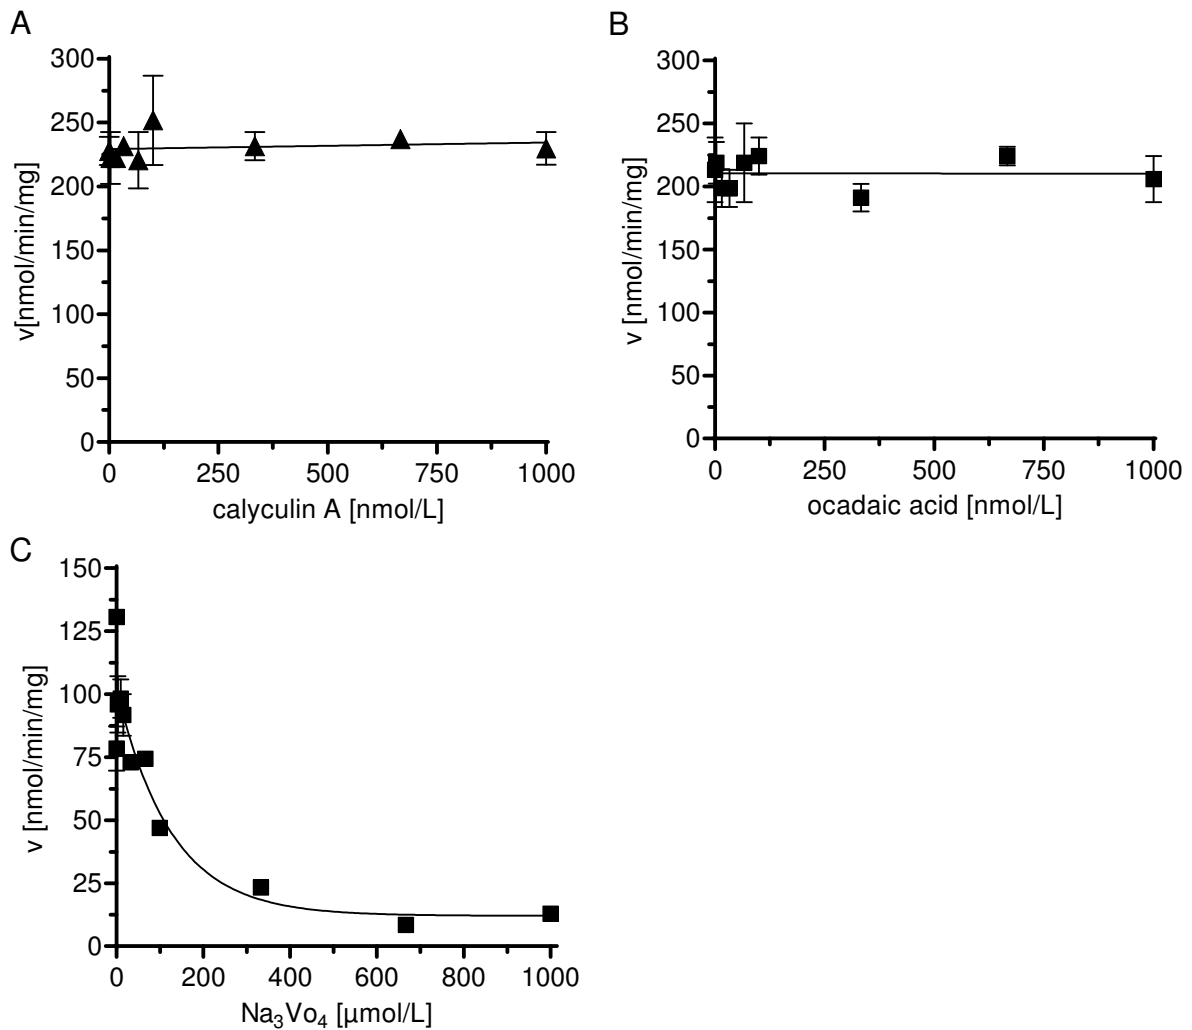 A
300
250
200
150
100
50
0
v[nmol/min/mg]
0 250 500 750 1000
calyculin A [nmol/L]
B
300
250
200
150
100
50
0
v [nmol/min/mg]
0 250 500 750 1000
ocadaic acid [nmol/L]
C
150
125
100
75
50
25
0
v [nmol/min/mg]
0 200 400 600 800 1000
Na₃Vo₄ [µmol/L]